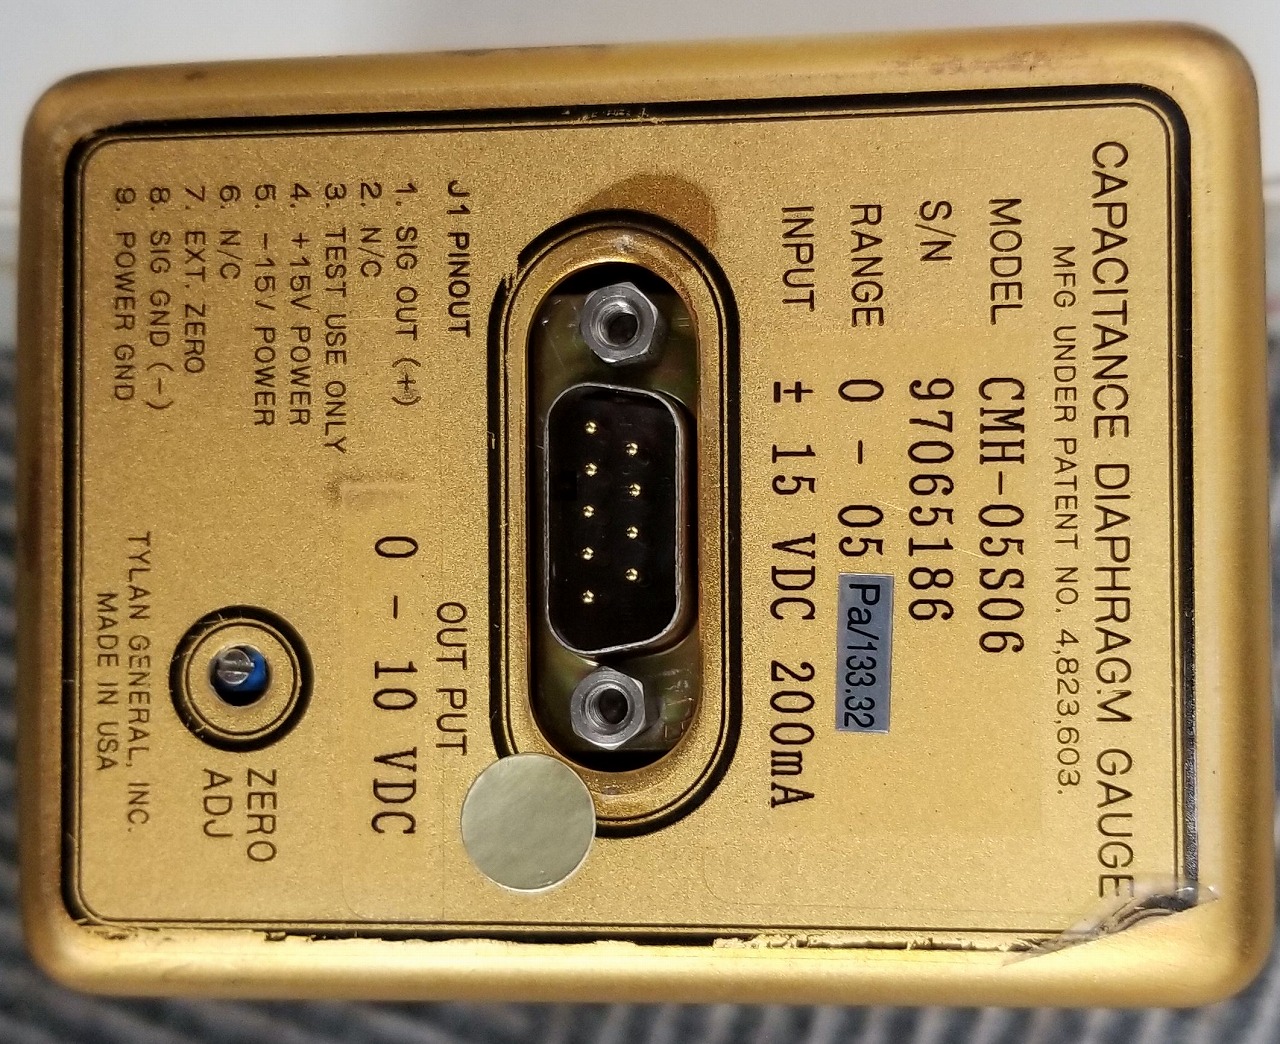 CAPACITANCE DIAPHRAGM GAUGE
MFG UNDER PATENT NO. 4,823,603.
MODEL CMH-05S06
S/N 97065186
RANGE 0 - 05 Pa/133.32
INPUT ± 15 VDC 200mA
J1 PINOUT
1. SIG OUT (+)
2. N/C
3. TEST USE ONLY
4. +15V POWER
5. -15V POWER
6. N/C
7. EXT. ZERO
8. SIG GND (-)
9. POWER GND
OUT PUT
0 - 10 VDC
ZERO
ADJ
TYLAN GENERAL, INC.
MADE IN USA